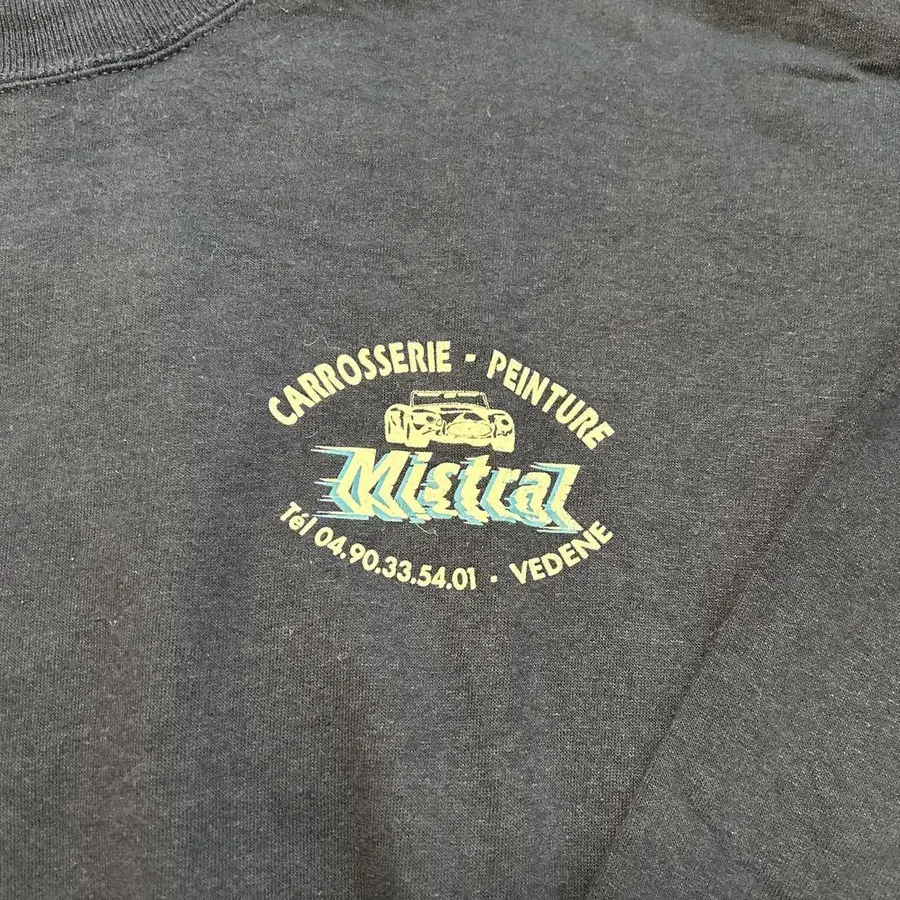 CARROSSERIE - PEINTURE
Mistral
Tél 04.90.33.54.01 · VEDENE